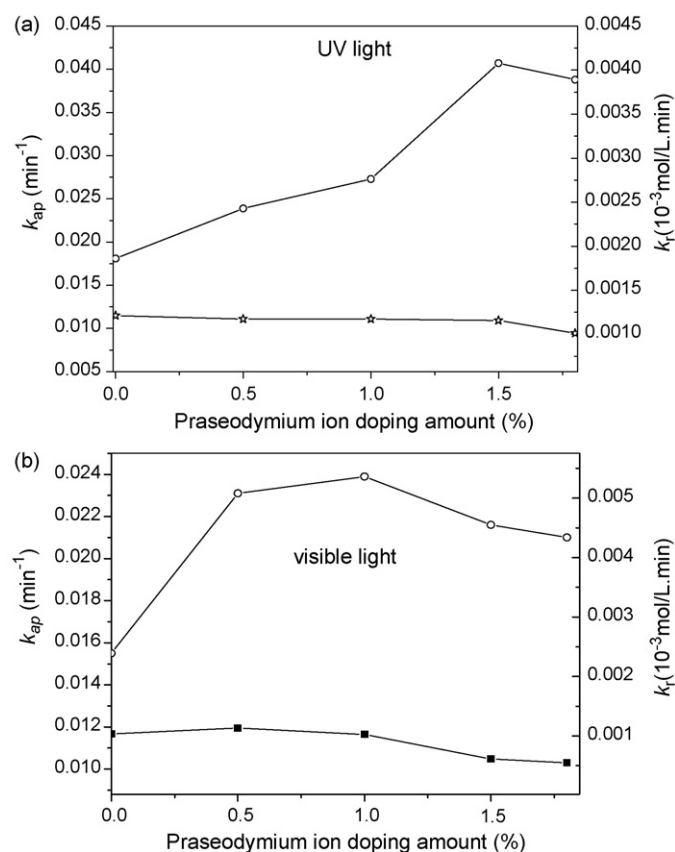 (a)
UV light
k_ap (min⁻¹)
0.045
0.040
0.035
0.030
0.025
0.020
0.015
0.010
0.005
0.0045
0.0040
0.0035
0.0030
0.0025
0.0020
0.0015
0.0010
k_r(10⁻³mol/L.min)
0.0 0.5 1.0 1.5
Praseodymium ion doping amount (%)
(b)
visible light
k_ap (min⁻¹)
0.024
0.022
0.020
0.018
0.016
0.014
0.012
0.010
0.005
0.004
0.003
0.002
0.001
k_r(10⁻³mol/L.min)
0.0 0.5 1.0 1.5
Praseodymium ion doping amount (%)